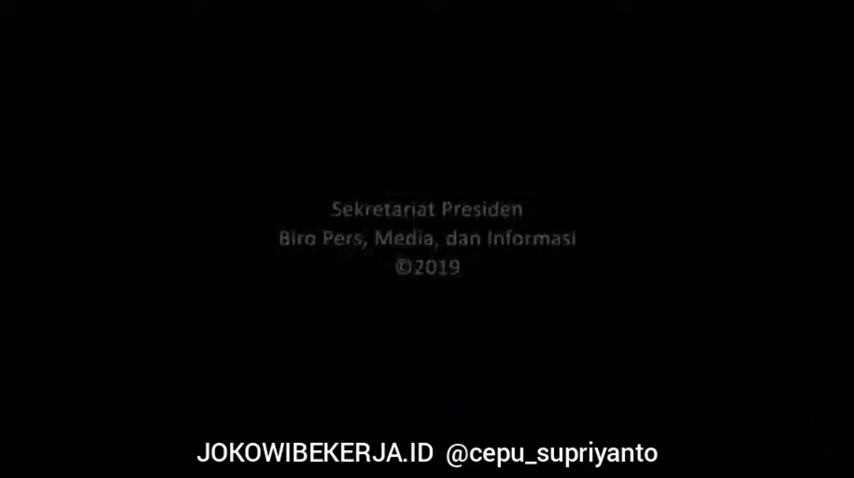 Sekretariat Presiden
Biro Pers, Media, dan Informasi
©2019
JOKOWIBEKERJA.ID @cepu_supriyanto